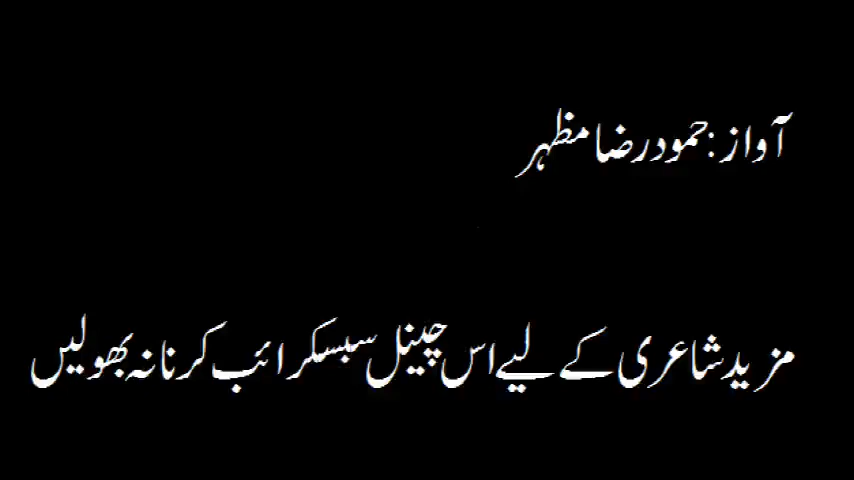 آواز: حمود رضا مظہر
مزید شاعری کے لیے اس چینل سبسکرائب کرنا نہ بھولیں